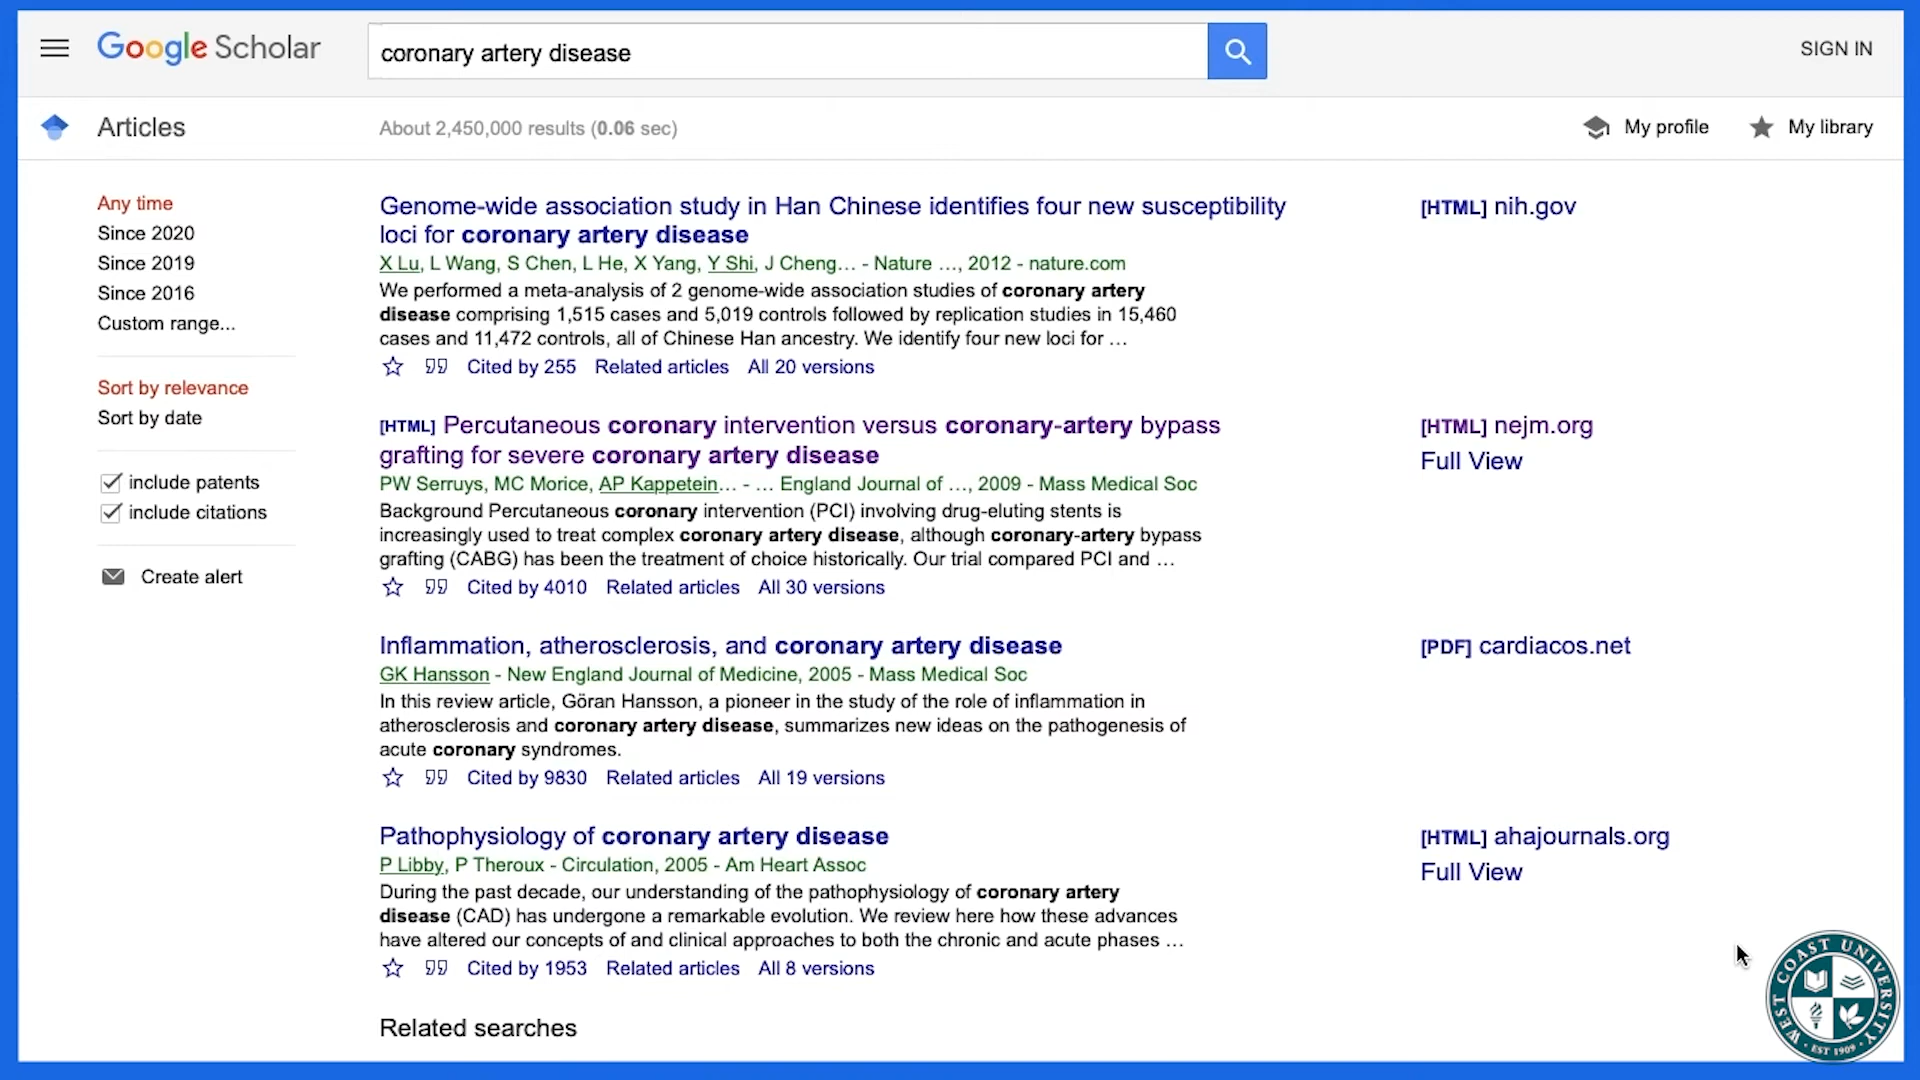 Google Scholar
coronary artery disease
SIGN IN
Articles
About 2,450,000 results (0.06 sec)
My profile
My library
Any time
Since 2020
Since 2019
Since 2016
Custom range...
Sort by relevance
Sort by date
include patents
include citations
Create alert
Genome-wide association study in Han Chinese identifies four new susceptibility
loci for coronary artery disease
X Lu, L Wang, S Chen, L He, X Yang, Y Shi, J Cheng… - Nature …, 2012 - nature.com
We performed a meta-analysis of 2 genome-wide association studies of coronary artery
disease comprising 1,515 cases and 5,019 controls followed by replication studies in 15,460
cases and 11,472 controls, all of Chinese Han ancestry. We identify four new loci for …
Cited by 255 Related articles All 20 versions
[HTML] nih.gov
[HTML] Percutaneous coronary intervention versus coronary-artery bypass
grafting for severe coronary artery disease
PW Serruys, MC Morice, AP Kappetein… - … England Journal of …, 2009 - Mass Medical Soc
Background Percutaneous coronary intervention (PCI) involving drug-eluting stents is
increasingly used to treat complex coronary artery disease, although coronary-artery bypass
grafting (CABG) has been the treatment of choice historically. Our trial compared PCI and …
Cited by 4010 Related articles All 30 versions
[HTML] nejm.org
Full View
Inflammation, atherosclerosis, and coronary artery disease
GK Hansson - New England Journal of Medicine, 2005 - Mass Medical Soc
In this review article, Göran Hansson, a pioneer in the study of the role of inflammation in
atherosclerosis and coronary artery disease, summarizes new ideas on the pathogenesis of
acute coronary syndromes.
Cited by 9830 Related articles All 19 versions
[PDF] cardiacos.net
Pathophysiology of coronary artery disease
P Libby, P Theroux - Circulation, 2005 - Am Heart Assoc
During the past decade, our understanding of the pathophysiology of coronary artery
disease (CAD) has undergone a remarkable evolution. We review here how these advances
have altered our concepts of and clinical approaches to both the chronic and acute phases …
Cited by 1953 Related articles All 8 versions
[HTML] ahajournals.org
Full View
Related searches
WEST COAST UNIVERSITY
EST 1909